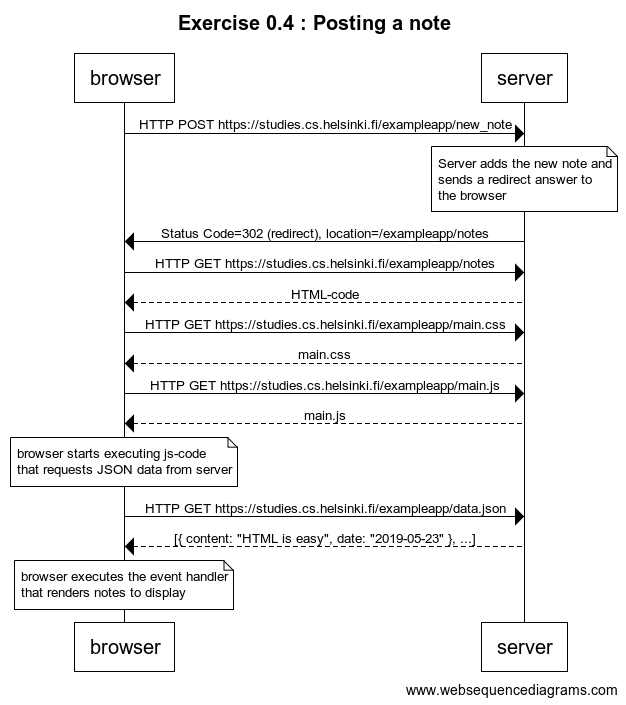 Exercise 0.4 : Posting a note
browser
server
HTTP POST https://studies.cs.helsinki.fi/exampleapp/new_note
Server adds the new note and
sends a redirect answer to
the browser
Status Code=302 (redirect), location=/exampleapp/notes
HTTP GET https://studies.cs.helsinki.fi/exampleapp/notes
HTML-code
HTTP GET https://studies.cs.helsinki.fi/exampleapp/main.css
main.css
HTTP GET https://studies.cs.helsinki.fi/exampleapp/main.js
main.js
browser starts executing js-code
that requests JSON data from server
HTTP GET https://studies.cs.helsinki.fi/exampleapp/data.json
[{ content: "HTML is easy", date: "2019-05-23" }, ...]
browser executes the event handler
that renders notes to display
browser
server
www.websequencediagrams.com